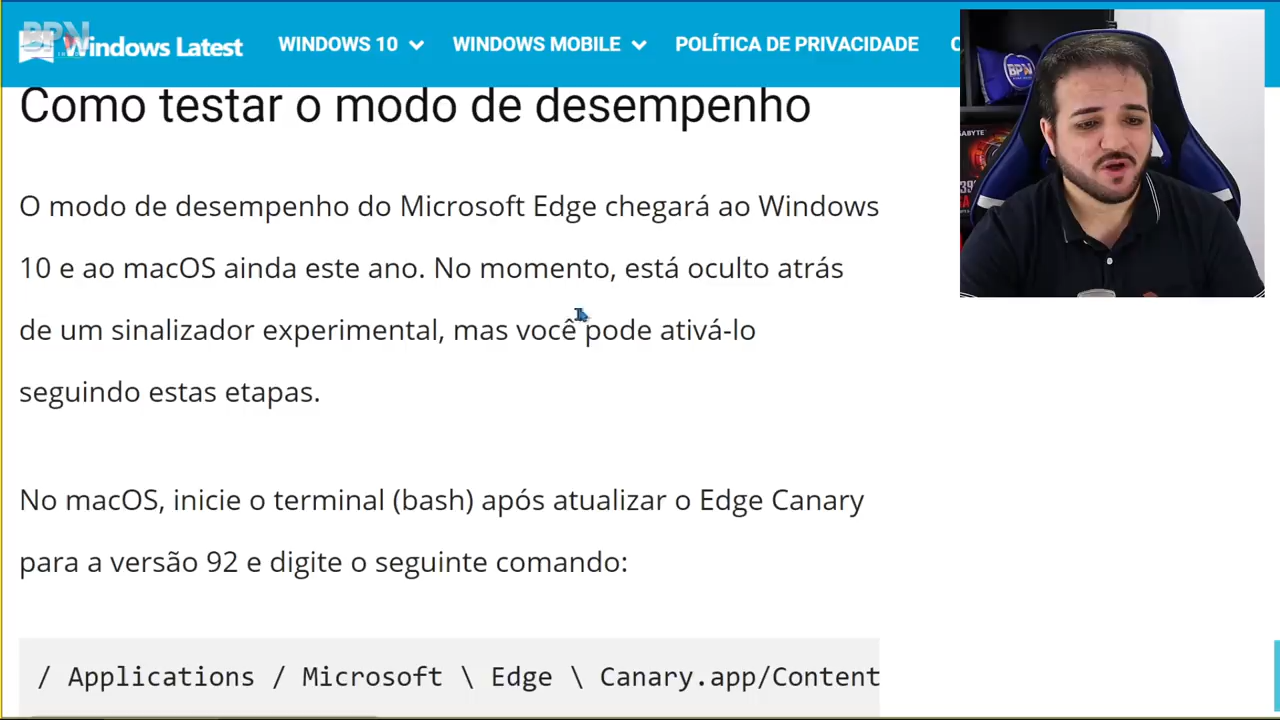 BPN
Windows Latest
WINDOWS 10
WINDOWS MOBILE
POLÍTICA DE PRIVACIDADE
Como testar o modo de desempenho
O modo de desempenho do Microsoft Edge chegará ao Windows
10 e ao macOS ainda este ano. No momento, está oculto atrás
de um sinalizador experimental, mas você pode ativá-lo
seguindo estas etapas.
No macOS, inicie o terminal (bash) após atualizar o Edge Canary
para a versão 92 e digite o seguinte comando:
/ Applications / Microsoft \ Edge \ Canary.app/Content
BPN